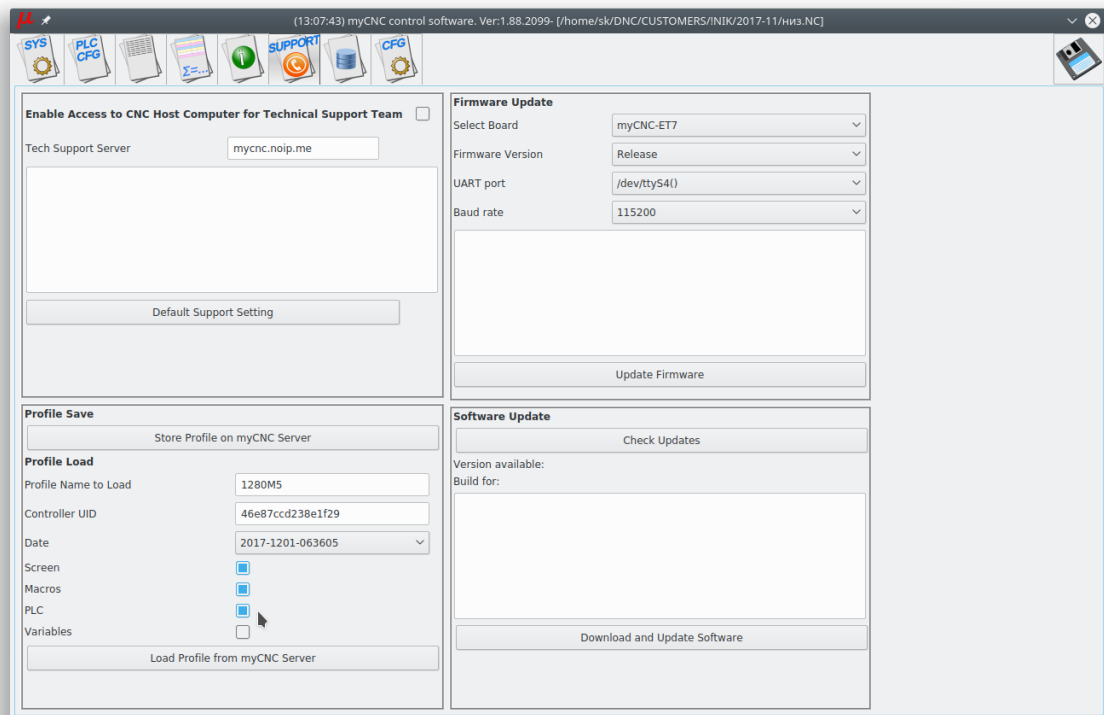 μ (13:07:43) myCNC control software. Ver:1.88.2099- [/home/sk/DNC/CUSTOMERS/!NIK/2017-11/низ.NC]
SYS
PLC
CFG
Σ=...
i
SUPPORT
CFG
Enable Access to CNC Host Computer for Technical Support Team
Tech Support Server mycnc.noip.me
Default Support Setting
Firmware Update
Select Board myCNC-ET7
Firmware Version Release
UART port /dev/ttyS4()
Baud rate 115200
Update Firmware
Profile Save
Store Profile on myCNC Server
Profile Load
Profile Name to Load 1280M5
Controller UID 46e87ccd238e1f29
Date 2017-1201-063605
Screen
Macros
PLC
Variables
Load Profile from myCNC Server
Software Update
Check Updates
Version available:
Build for:
Download and Update Software